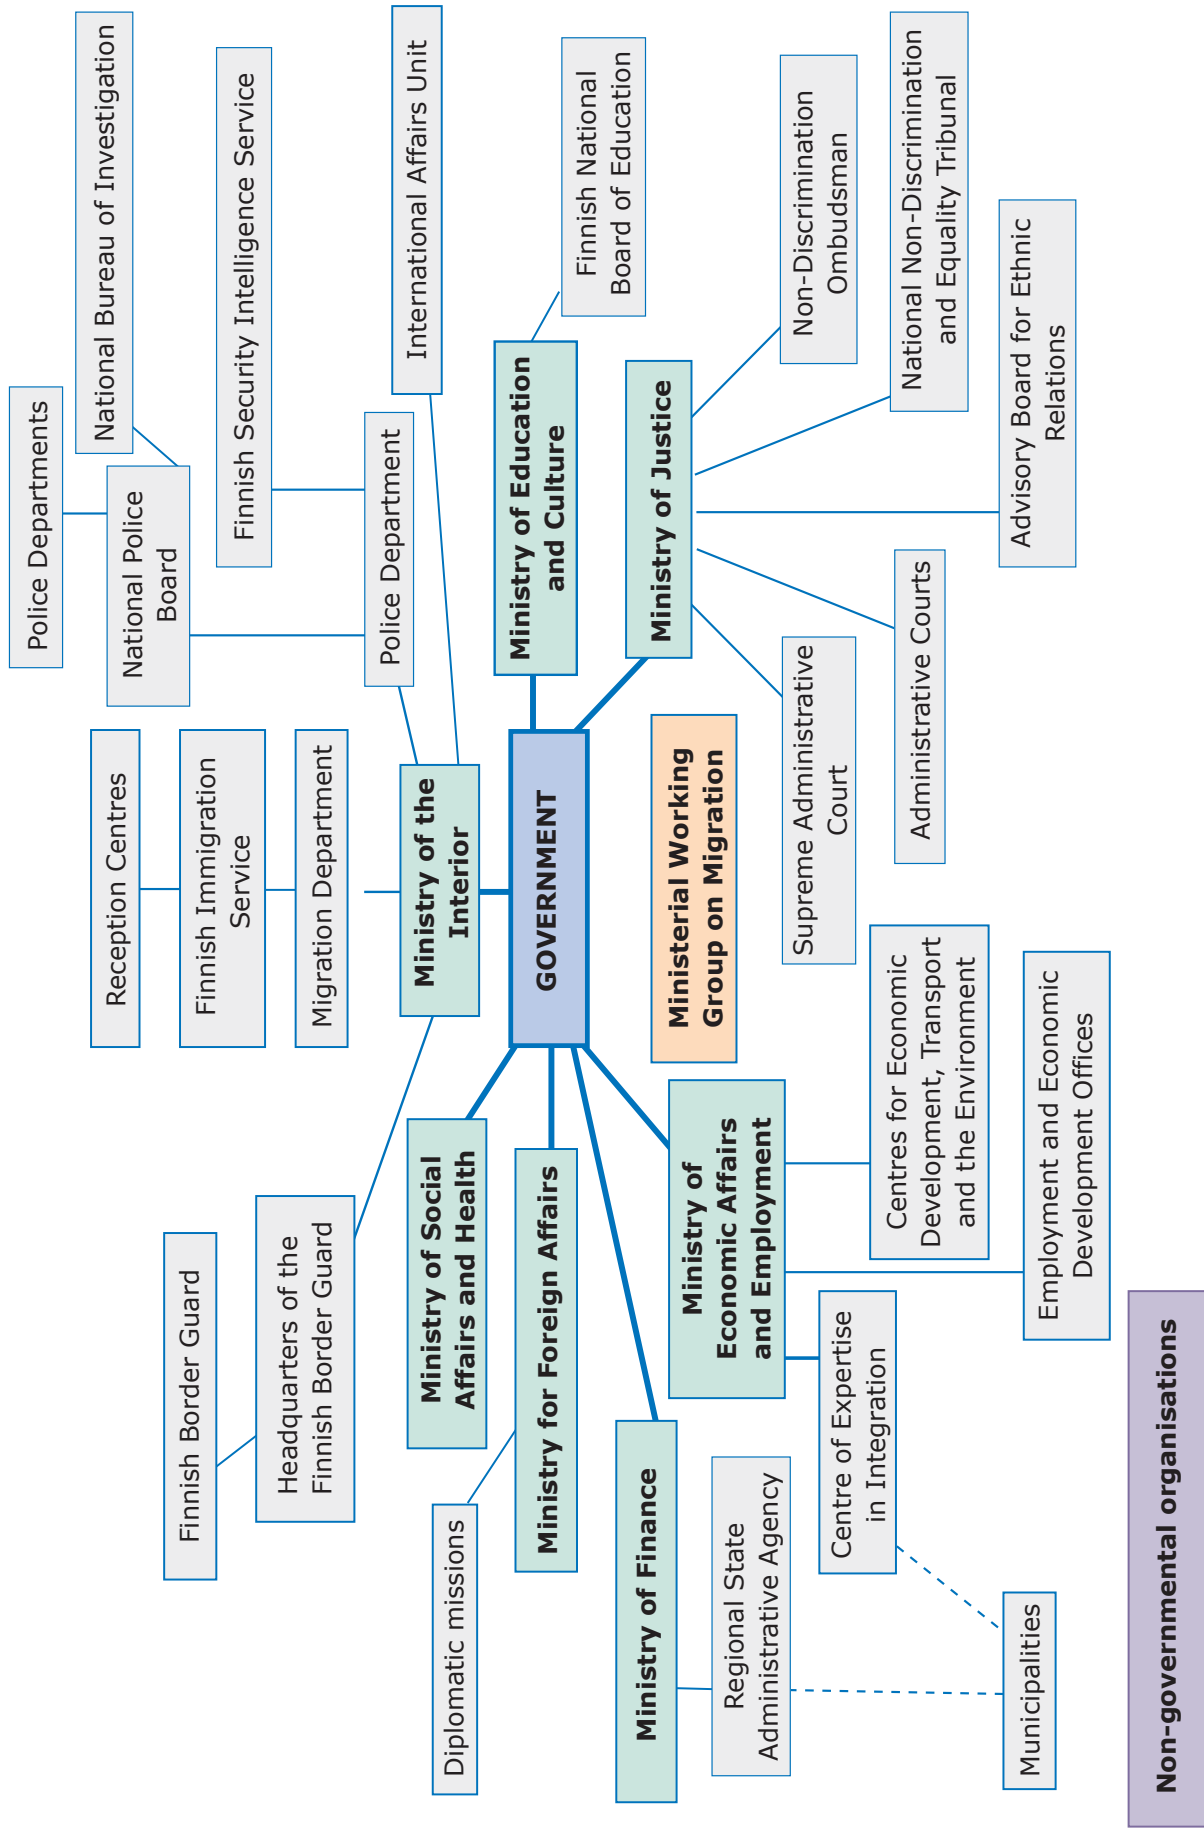 Police Departments
National Bureau of Investigation
National Police
Board
Finnish Security Intelligence Service
Police Department
International Affairs Unit
Reception Centres
Finnish Immigration
Service
Migration Department
Finnish Border Guard
Headquarters of the
Finnish Border Guard
Ministry of the
Interior
Ministry of Education
and Culture
Finnish National
Board of Education
Ministry of Social
Affairs and Health
Diplomatic missions
Ministry for Foreign Affairs
GOVERNMENT
Ministry of Justice
Ministerial Working
Group on Migration
Ministry of Finance
Ministry of
Economic Affairs
and Employment
Regional State
Administrative Agency
Centre of Expertise
in Integration
Centres for Economic
Development, Transport
and the Environment
Supreme Administrative
Court
Administrative Courts
Non-Discrimination
Ombudsman
National Non-Discrimination
and Equality Tribunal
Advisory Board for Ethnic
Relations
Municipalities
Employment and Economic
Development Offices
Non-governmental organisations